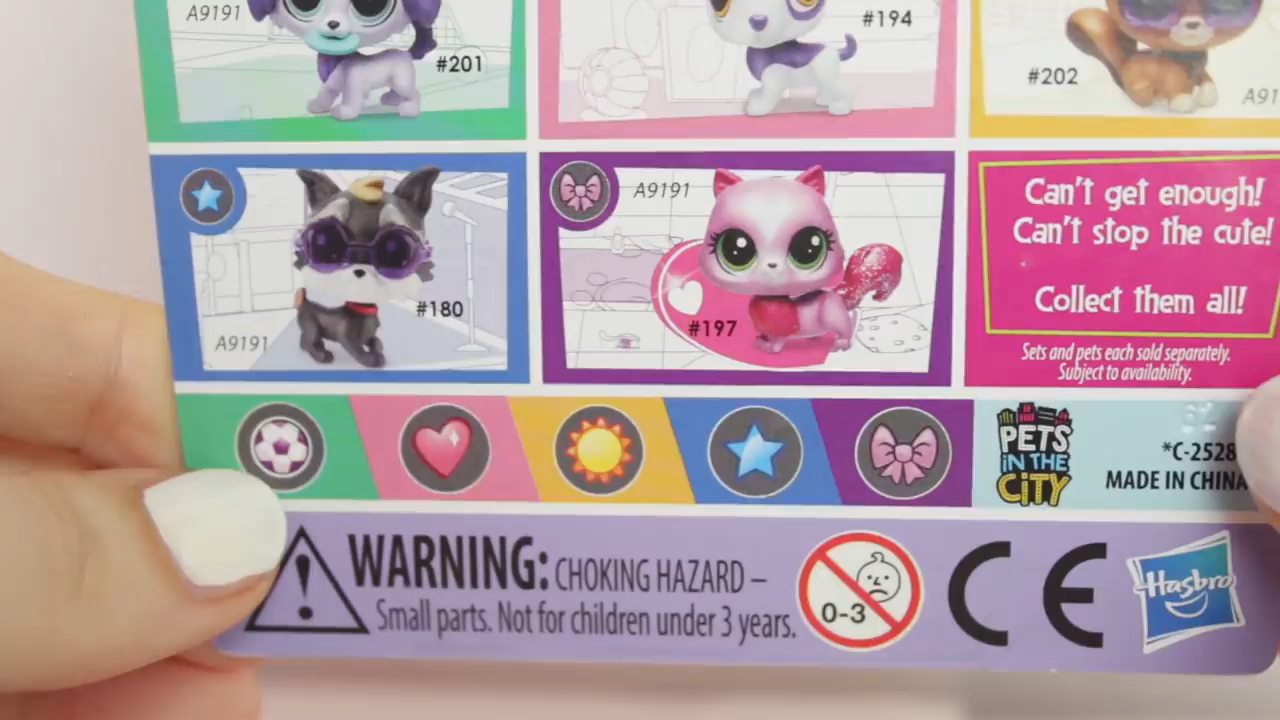 A9191
#201
#194
#202
A91
#180
A9191
A9191
#197
Can't get enough!
Can't stop the cute!
Collect them all!
Sets and pets each sold separately.
Subject to availability.
PETS
iN THE
CiTY
*C-2528
MADE IN CHINA
WARNING: CHOKING HAZARD –
Small parts. Not for children under 3 years.
0-3
CE
Hasbro